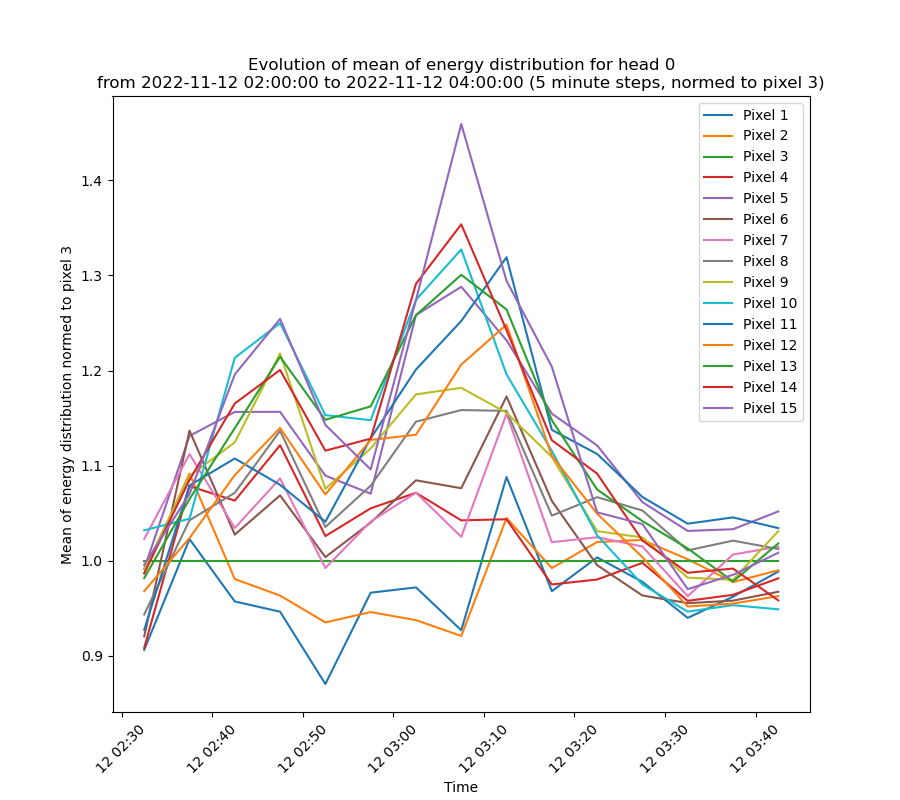 Evolution of mean of energy distribution for head 0
from 2022-11-12 02:00:00 to 2022-11-12 04:00:00 (5 minute steps, normed to pixel 3)
Mean of energy distribution normed to pixel 3
1.4
1.3
1.2
1.1
1.0
0.9
Pixel 1
Pixel 2
Pixel 3
Pixel 4
Pixel 5
Pixel 6
Pixel 7
Pixel 8
Pixel 9
Pixel 10
Pixel 11
Pixel 12
Pixel 13
Pixel 14
Pixel 15
12 02:30
12 02:40
12 02:50
12 03:00
12 03:10
12 03:20
12 03:30
12 03:40
Time